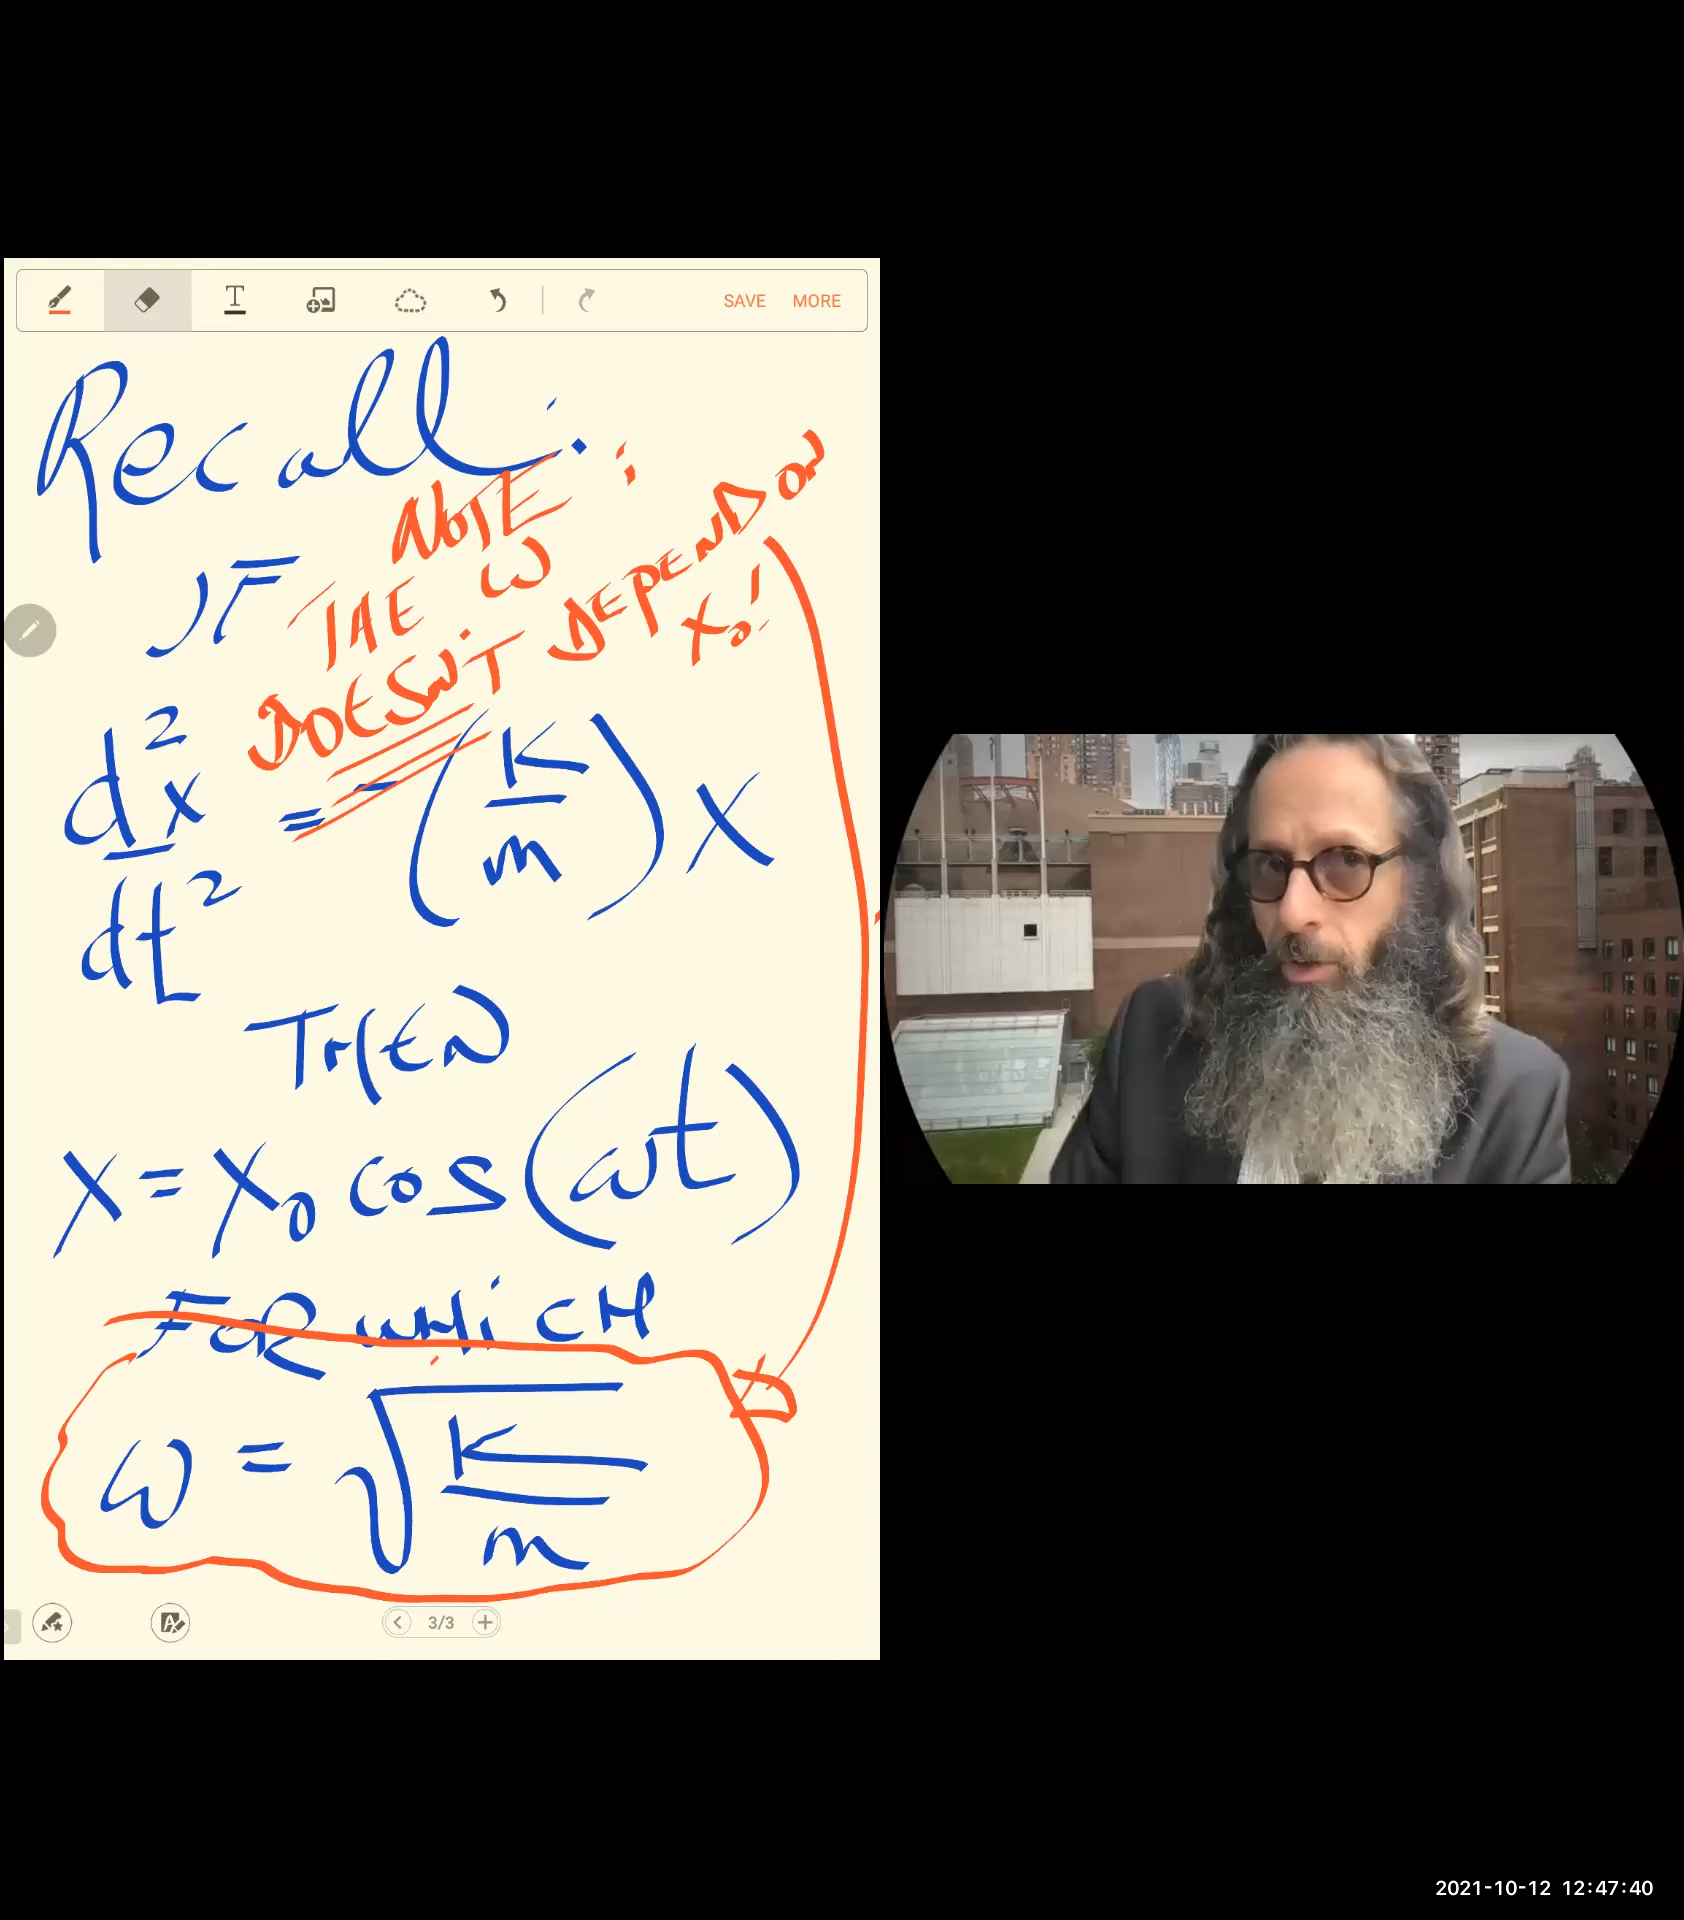 SAVE MORE
Recall:
NOTE:
IF THE ω
DOESN'T DEPEND ON
x₀!
d²x/dt² = -(K/m) X
THEN
X = X₀ cos(ωt)
FOR WHICH
ω = √(K/m)
3/3
2021-10-12 12:47:40